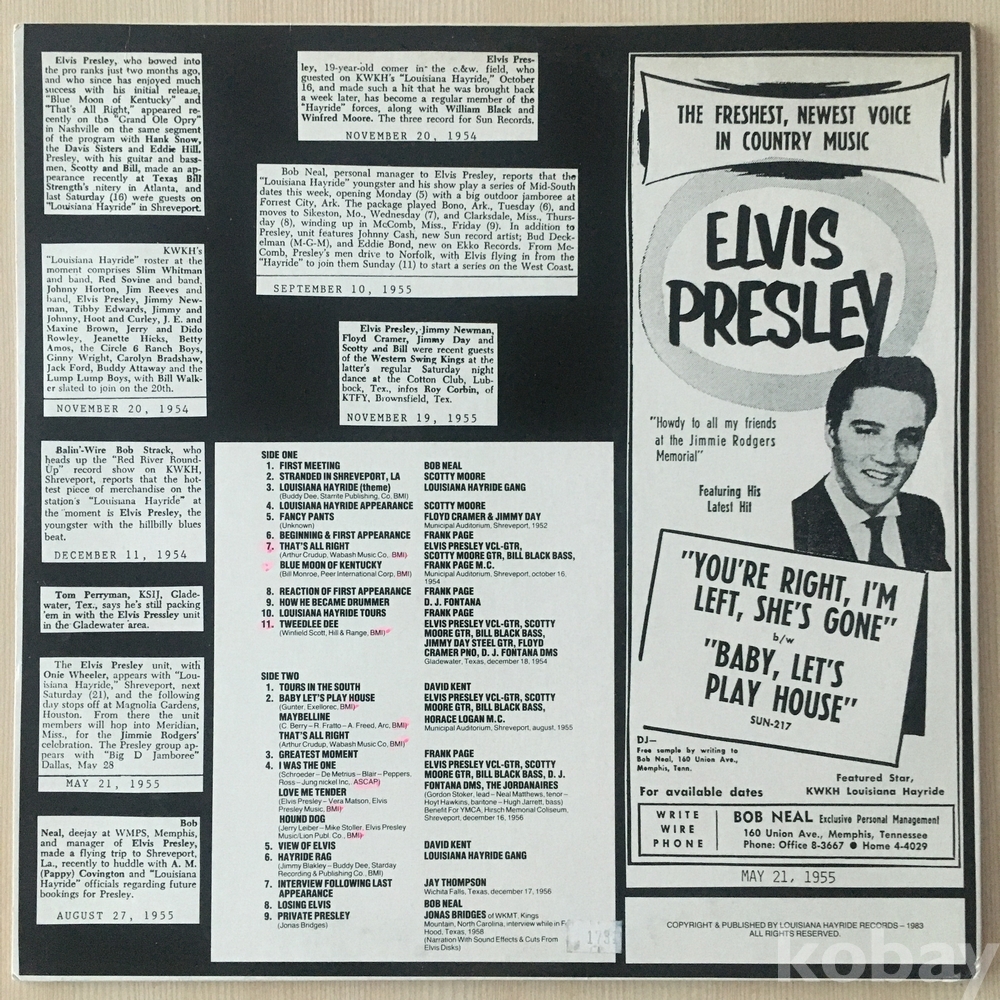 Elvis Presley, who bowed into
the pro ranks just two months ago,
and who since has enjoyed much
success with his initial release,
"Blue Moon of Kentucky" and
"That's All Right," appeared re-
cently on the "Grand Ole Opry"
in Nashville on the same segment
of the program with Hank Snow,
the Davis Sisters and Eddie Hill.
Presley, with his guitar and bass-
men, Scotty and Bill, made an ap-
pearance recently at Texas Bill
Strength's nitery in Atlanta, and
last Saturday (16) were guests on
"Louisiana Hayride" in Shreveport.
KWKH's
"Louisiana Hayride" roster at the
moment comprises Slim Whitman
and band, Red Sovine and band,
Johnny Horton, Jim Reeves and
band, Elvis Presley, Jimmy New-
man, Tibby Edwards, Jimmy and
Johnny, Hoot and Curley, J. E. and
Maxine Brown, Jerry and Dido
Rowley, Jeanette Hicks, Betty
Amos, the Circle 6 Ranch Boys,
Ginny Wright, Carolyn Bradshaw,
Jack Ford, Buddy Attaway and the
Lump Lump Boys, with Bill Walk-
er slated to join on the 20th.
NOVEMBER 20, 1954
Balin'-Wire Bob Strack, who
heads up the "Red River Round-
Up" record show on KWKH,
Shreveport, reports that the hot-
test piece of merchandise on the
station's "Louisiana Hayride" at
the moment is Elvis Presley, the
youngster with the hillbilly blues
beat.
DECEMBER 11, 1954
Tom Perryman, KSIJ, Glade-
water, Tex., says he's still packing
'em in with the Elvis Pressley unit
in the Gladewater area.
The Elvis Presley unit, with
Onie Wheeler, appears with "Lou-
isiana Hayride," Shreveport, next
Saturday (21), and the following
day stops off at Magnolia Gardens,
Houston. From there the unit
members will hop into Meridian,
Miss., for the Jimmie Rodgers'
celebration. The Presley group ap-
pears with "Big D Jamboree"
Dallas, May 28
MAY 21, 1955
Bob
Neal, deejay at WMPS, Memphis,
and manager of Elvis Presley,
made a flying trip to Shreveport,
La., recently to huddle with A. M.
(Pappy) Covington and "Louisiana
Hayride" officials regarding future
bookings for Presley.
AUGUST 27, 1955
Elvis Pres-
ley, 19-year-old comer in the c.&w. field, who
guested on KWKH's "Louisiana Hayride," October
16, and made such a hit that he was brought back
a week later, has become a regular member of the
"Hayride" forces, along with William Black and
Winfred Moore. The three record for Sun Records.
NOVEMBER 20, 1954
Bob Neal, personal manager to Elvis Presley, reports that the
"Louisiana Hayride" youngster and his show play a series of Mid-South
dates this week, opening Monday (5) with a big outdoor jamboree at
Forrest City, Ark. The package played Bono, Ark., Tuesday (6), and
moves to Sikeston, Mo., Wednesday (7), and Clarksdale, Miss., Thurs-
day (8), winding up in McComb, Miss., Friday (9). In addition to
Presley, unit features Johnny Cash, new Sun record artist; Bud Deck-
elman (M-G-M), and Eddie Bond, new on Ekko Records. From Mc-
Comb, Presley's men drive to Norfolk, with Elvis flying in from the
"Hayride" to join them Sunday (11) to start a series on the West Coast.
SEPTEMBER 10, 1955
Elvis Presley, Jimmy Newman,
Floyd Cramer, Jimmy Day and
Scotty and Bill were recent guests
of the Western Swing Kings at the
latter's regular Saturday night
dance at the Cotton Club, Lub-
bock, Tex., infos Roy Corbin, of
KTFY, Brownsfield, Tex.
NOVEMBER 19, 1955
SIDE ONE
1. FIRST MEETING BOB NEAL
2. STRANDED IN SHREVEPORT, LA SCOTTY MOORE
3. LOUISIANA HAYRIDE (theme) LOUISIANA HAYRIDE GANG
(Buddy Dee, Starrite Publishing, Co, BMI)
4. LOUISIANA HAYRIDE APPEARANCE SCOTTY MOORE
5. FANCY PANTS FLOYD CRAMER & JIMMY DAY
(Unknown) Municipal Auditorium, Shreveport, 1952
6. BEGINNING & FIRST APPEARANCE FRANK PAGE
7. THAT'S ALL RIGHT ELVIS PRESLEY VCL-GTR,
(Arthur Crudup, Wabash Music Co, BMI) SCOTTY MOORE GTR, BILL BLACK BASS,
BLUE MOON OF KENTUCKY FRANK PAGE M.C.
(Bill Monroe, Peer International Corp, BMI) Municipal Auditorium, Shreveport, october 16,
1954
8. REACTION OF FIRST APPEARANCE FRANK PAGE
9. HOW HE BECAME DRUMMER D. J. FONTANA
10. LOUISIANA HAYRIDE TOURS FRANK PAGE
11. TWEEDLEE DEE ELVIS PRESLEY VCL-GTR, SCOTTY
(Winfield Scott, Hill & Range, BMI) MOORE GTR, BILL BLACK BASS,
JIMMY DAY STEEL GTR, FLOYD
CRAMER PNO, D. J. FONTANA DMS
Gladewater, Texas, december 18, 1954
SIDE TWO
1. TOURS IN THE SOUTH DAVID KENT
2. BABY LET'S PLAY HOUSE ELVIS PRESLEY VCL-GTR, SCOTTY
(Gunter, Exellorec, BMI) MOORE GTR, BILL BLACK BASS,
MAYBELLINE HORACE LOGAN M.C.
(C. Berry – R. Fratto – A. Freed, Arc, BMI) Municipal Auditorium, Shreveport, august, 1955
THAT'S ALL RIGHT
(Arthur Crudup, Wabash Music Co, BMI)
3. GREATEST MOMENT FRANK PAGE
4. I WAS THE ONE ELVIS PRESLEY VCL-GTR, SCOTTY
(Schroeder – De Metrius – Blair – Peppers, MOORE GTR, BILL BLACK BASS, D. J.
Ross – Jungnickel Inc, ASCAP) FONTANA DMS, THE JORDANAIRES
LOVE ME TENDER (Gordon Stoker, lead – Neal Matthews, tenor –
(Elvis Presley – Vera Matson, Elvis Hoyt Hawkins, baritone – Hugh Jarrett, bass)
Presley Music, BMI) Benefit For YMCA, Hirsch Memorial Coliseum,
HOUND DOG Shreveport, december 16, 1956
(Jerry Leiber – Mike Stoller, Elvis Presley
Music/Lion Publ. Co., BMI)
5. VIEW OF ELVIS DAVID KENT
6. HAYRIDE RAG LOUISIANA HAYRIDE GANG
(Jimmy Blakely – Buddy Dee, Starday
Recording & Publishing Co., BMI)
7. INTERVIEW FOLLOWING LAST JAY THOMPSON
APPEARANCE Wichita Falls, Texas, december 17, 1956
8. LOSING ELVIS BOB NEAL
9. PRIVATE PRESLEY JONAS BRIDGES of WKMT, Kings
(Jonas Bridges) Mountain, North Carolina, interview while in
Hood, Texas, 1958
(Narration With Sound Effects & Cuts From
Elvis Disks)
THE FRESHEST, NEWEST VOICE
IN COUNTRY MUSIC
ELVIS
PRESLEY
"Howdy to all my friends
at the Jimmie Rodgers
Memorial"
Featuring His
Latest Hit
"YOU'RE RIGHT, I'M
LEFT, SHE'S GONE"
b/w
"BABY, LET'S
PLAY HOUSE"
SUN-217
DJ—
Free sample by writing to
Bob Neal, 160 Union Ave.,
Memphis, Tenn.
Featured Star,
KWKH Louisiana Hayride
For available dates
WRITE
WIRE
PHONE
BOB NEAL Exclusive Personal Management
160 Union Ave., Memphis, Tennessee
Phone: Office 8-3667 ● Home 4-4029
MAY 21, 1955
COPYRIGHT & PUBLISHED BY LOUISIANA HAYRIDE RECORDS – 1983
ALL RIGHTS RESERVED.
kobay